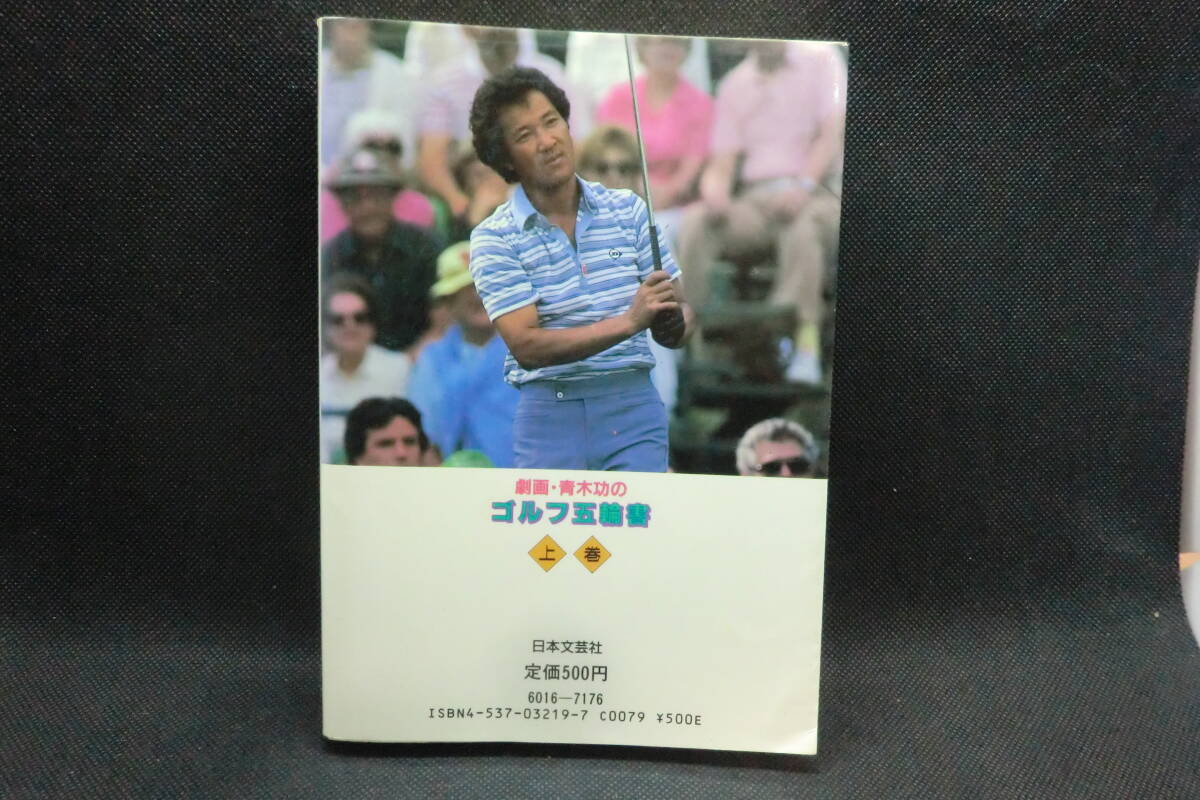 劇画・青木功の
ゴルフ五輪書
上巻
日本文芸社
定価500円
6016—7176
ISBN4-537-03219-7 C0079 ¥500E